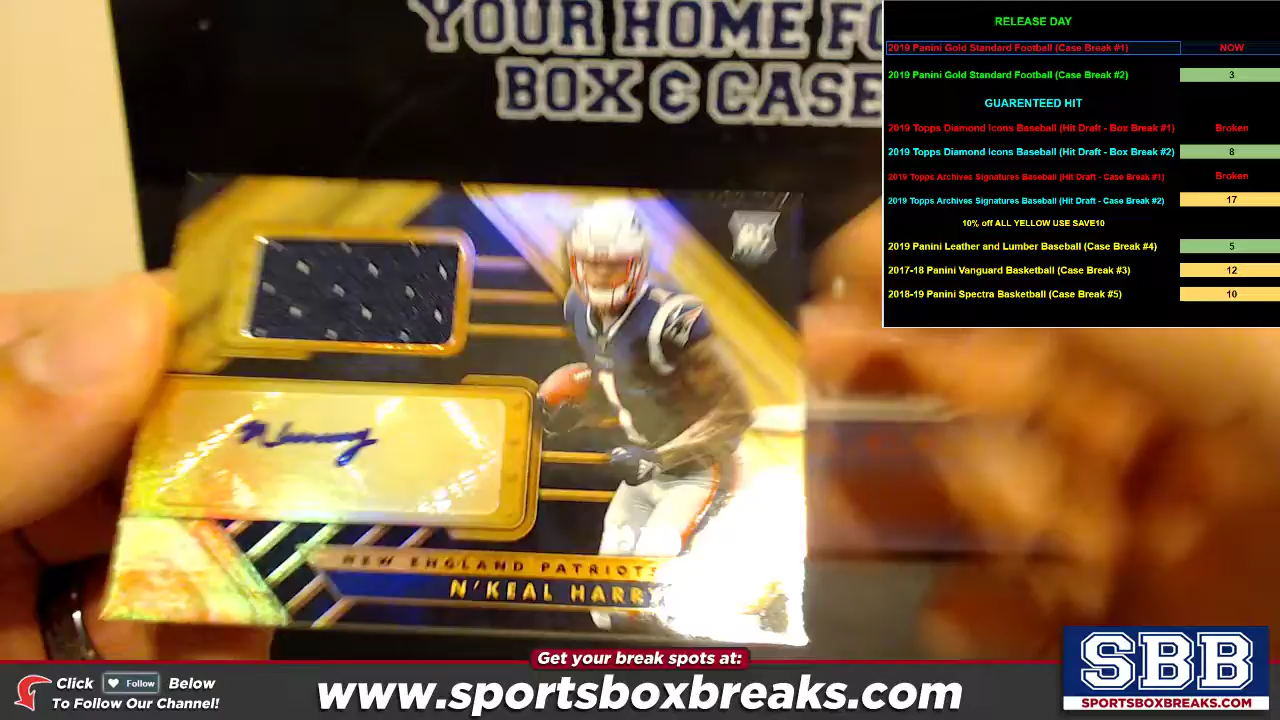 YOUR HOME FO
BOX & CASE
RELEASE DAY
2019 Panini Gold Standard Football (Case Break #1) NOW
2019 Panini Gold Standard Football (Case Break #2) 3
GUARENTEED HIT
2019 Topps Diamond Icons Baseball (Hit Draft - Box Break #1) Broken
2019 Topps Diamond Icons Baseball (Hit Draft - Box Break #2) 8
2019 Topps Archives Signatures Baseball (Hit Draft - Case Break #1) Broken
2019 Topps Archives Signatures Baseball (Hit Draft - Case Break #2) 17
10% off ALL YELLOW USE SAVE10
2019 Panini Leather and Lumber Baseball (Case Break #4) 5
2017-18 Panini Vanguard Basketball (Case Break #3) 12
2018-19 Panini Spectra Basketball (Case Break #5) 10
RC
NEW ENGLAND PATRIOTS
N'KEAL HARRY
Get your break spots at:
Click Follow Below
To Follow Our Channel!
www.sportsboxbreaks.com
SBB
SPORTSBOXBREAKS.COM